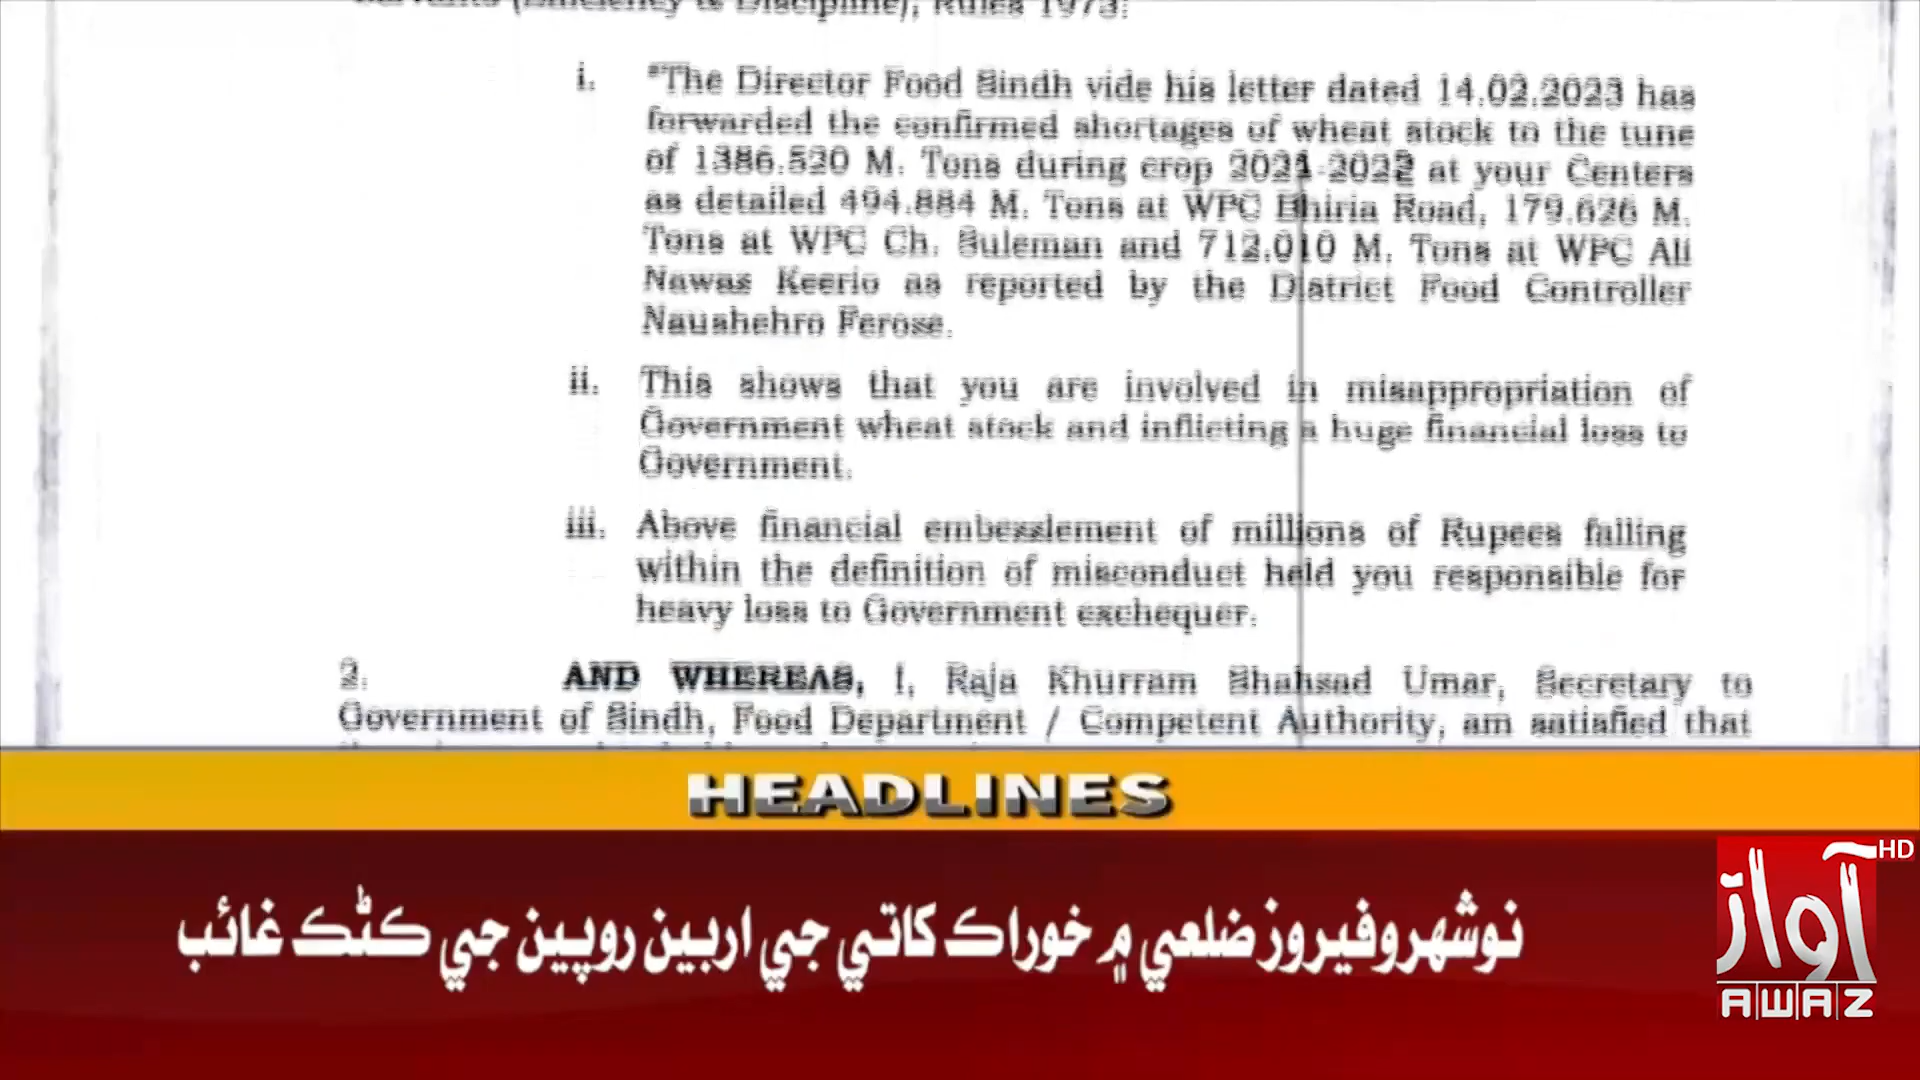 Servants (Efficiency & Discipline), Rules 1973:
i. "The Director Food Sindh vide his letter dated 14.02.2023 has
forwarded the confirmed shortages of wheat stock to the tune
of 1386.520 M. Tons during crop 2021-2022 at your Centers
as detailed 494.884 M. Tons at WPC Bhiria Road, 179.626 M.
Tons at WPC Ch. Suleman and 712.010 M. Tons at WPC Ali
Nawaz Keerio as reported by the District Food Controller
Naushehro Feroze.
ii. This shows that you are involved in misappropriation of
Government wheat stock and inflicting a huge financial loss to
Government.
iii. Above financial embezzlement of millions of Rupees falling
within the definition of misconduct held you responsible for
heavy loss to Government exchequer.
2. AND WHEREAS, I, Raja Khurram Shahzad Umar, Secretary to
Government of Sindh, Food Department / Competent Authority, am satisfied that
HEADLINES
نوشهروفيروز ضلعي ۾ خوراڪ کاتي جي اربين روپين جي ڪڻڪ غائب
آواز HD
AWAZ